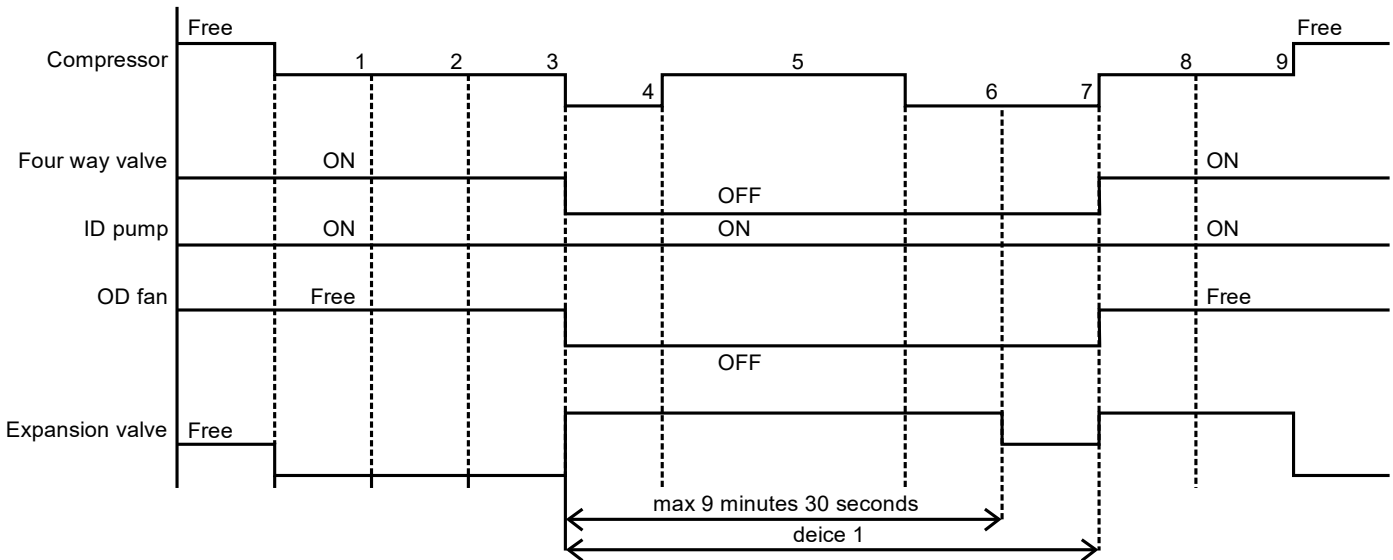 Free
Free
Compressor
1
2
3
4
5
6
7
8
9
Four way valve
ON
OFF
ON
ID pump
ON
ON
ON
OD fan
Free
OFF
Free
Expansion valve
Free
max 9 minutes 30 seconds
deice 1